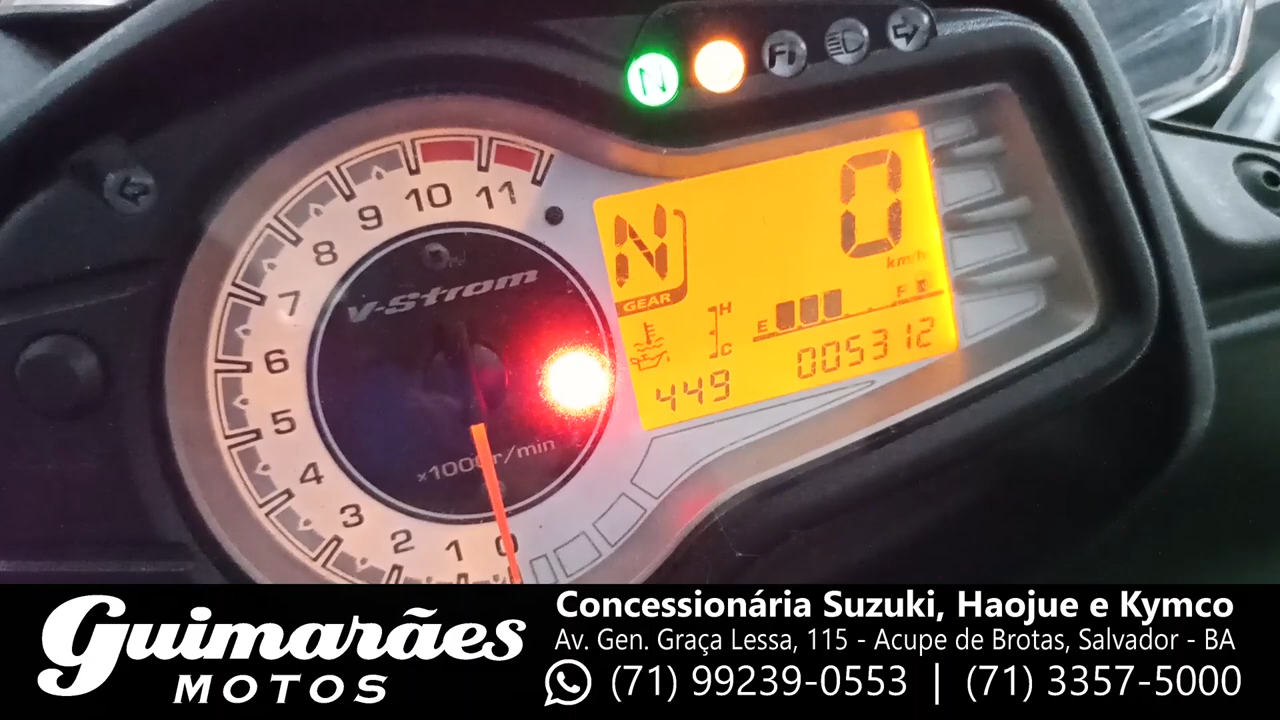 N
FI
0
km/h
N
GEAR
H
C
E
F
449
005312
11
10
9
8
7
6
5
4
3
2
1
0
V-Strom
x1000r/min
Guimarães
MOTOS
Concessionária Suzuki, Haojue e Kymco
Av. Gen. Graça Lessa, 115 - Acupe de Brotas, Salvador - BA
(71) 99239-0553 | (71) 3357-5000